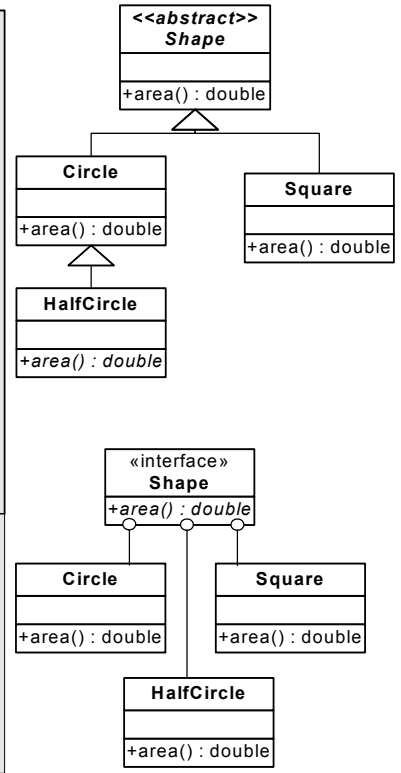 <<abstract>>
Shape
+area() : double
Circle
+area() : double
Square
+area() : double
HalfCircle
+area() : double
«interface»
Shape
+area() : double
Circle
+area() : double
Square
+area() : double
HalfCircle
+area() : double